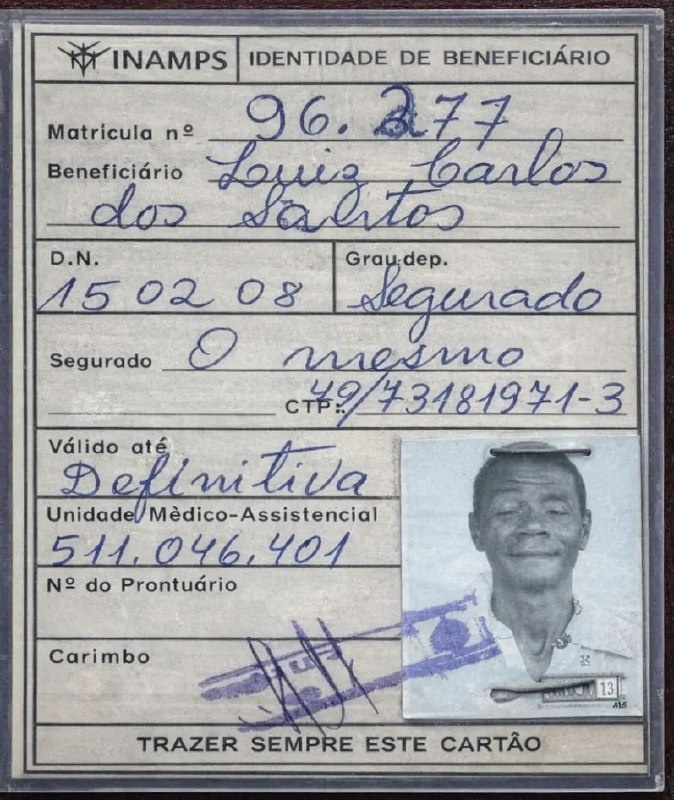 INAMPS IDENTIDADE DE BENEFICIÁRIO
Matricula nº 96.277
Beneficiário Luiz Carlos
dos Santos
D.N. Grau dep.
15 02 08 Segurado
Segurado O mesmo
CTP: 79/73181971-3
Válido até
Definitiva
Unidade Mèdico-Assistencial
511.046.401
Nº do Prontuário
Carimbo
13
TRAZER SEMPRE ESTE CARTÃO